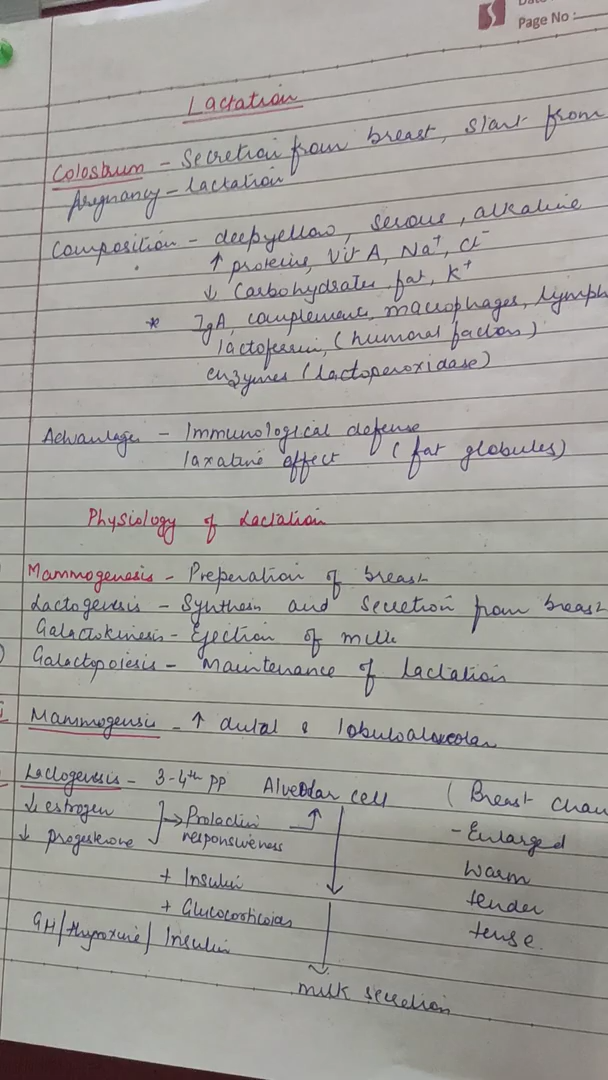 Page No :
Lactation
Colostrum - Secretion from breast, start from
pregnancy - lactation
Composition - deep yellow, serous, alkaline
↑ proteins, Vit A, Na⁺, Cl⁻
↓ Carbohydrates, fat, K⁺
* IgA, complement, macrophages, lymph
lactoferrin, (humoral factors)
enzymes (lactoperoxidase)
Advantage - Immunological defense
laxative effect (fat globules)
Physiology of Lactation
Mammogenesis - Preperation of breast
Lactogenesis - Synthesis and secretion from breast
Galactokinesis - Ejection of milk
Galactopoiesis - Maintenance of lactation
Mammogensis - ↑ ductal & lobuloalveolar
Lactogenesis - 3-4th PP Alveolar cell (Breast chan
↓ estrogen } → Prolactin ↑ - Enlarged
↓ progesterone responsiveness warm
+ Insulin tender
+ Glucocorticoids tense.
GH/thyroxine/ Insulin
milk secretion